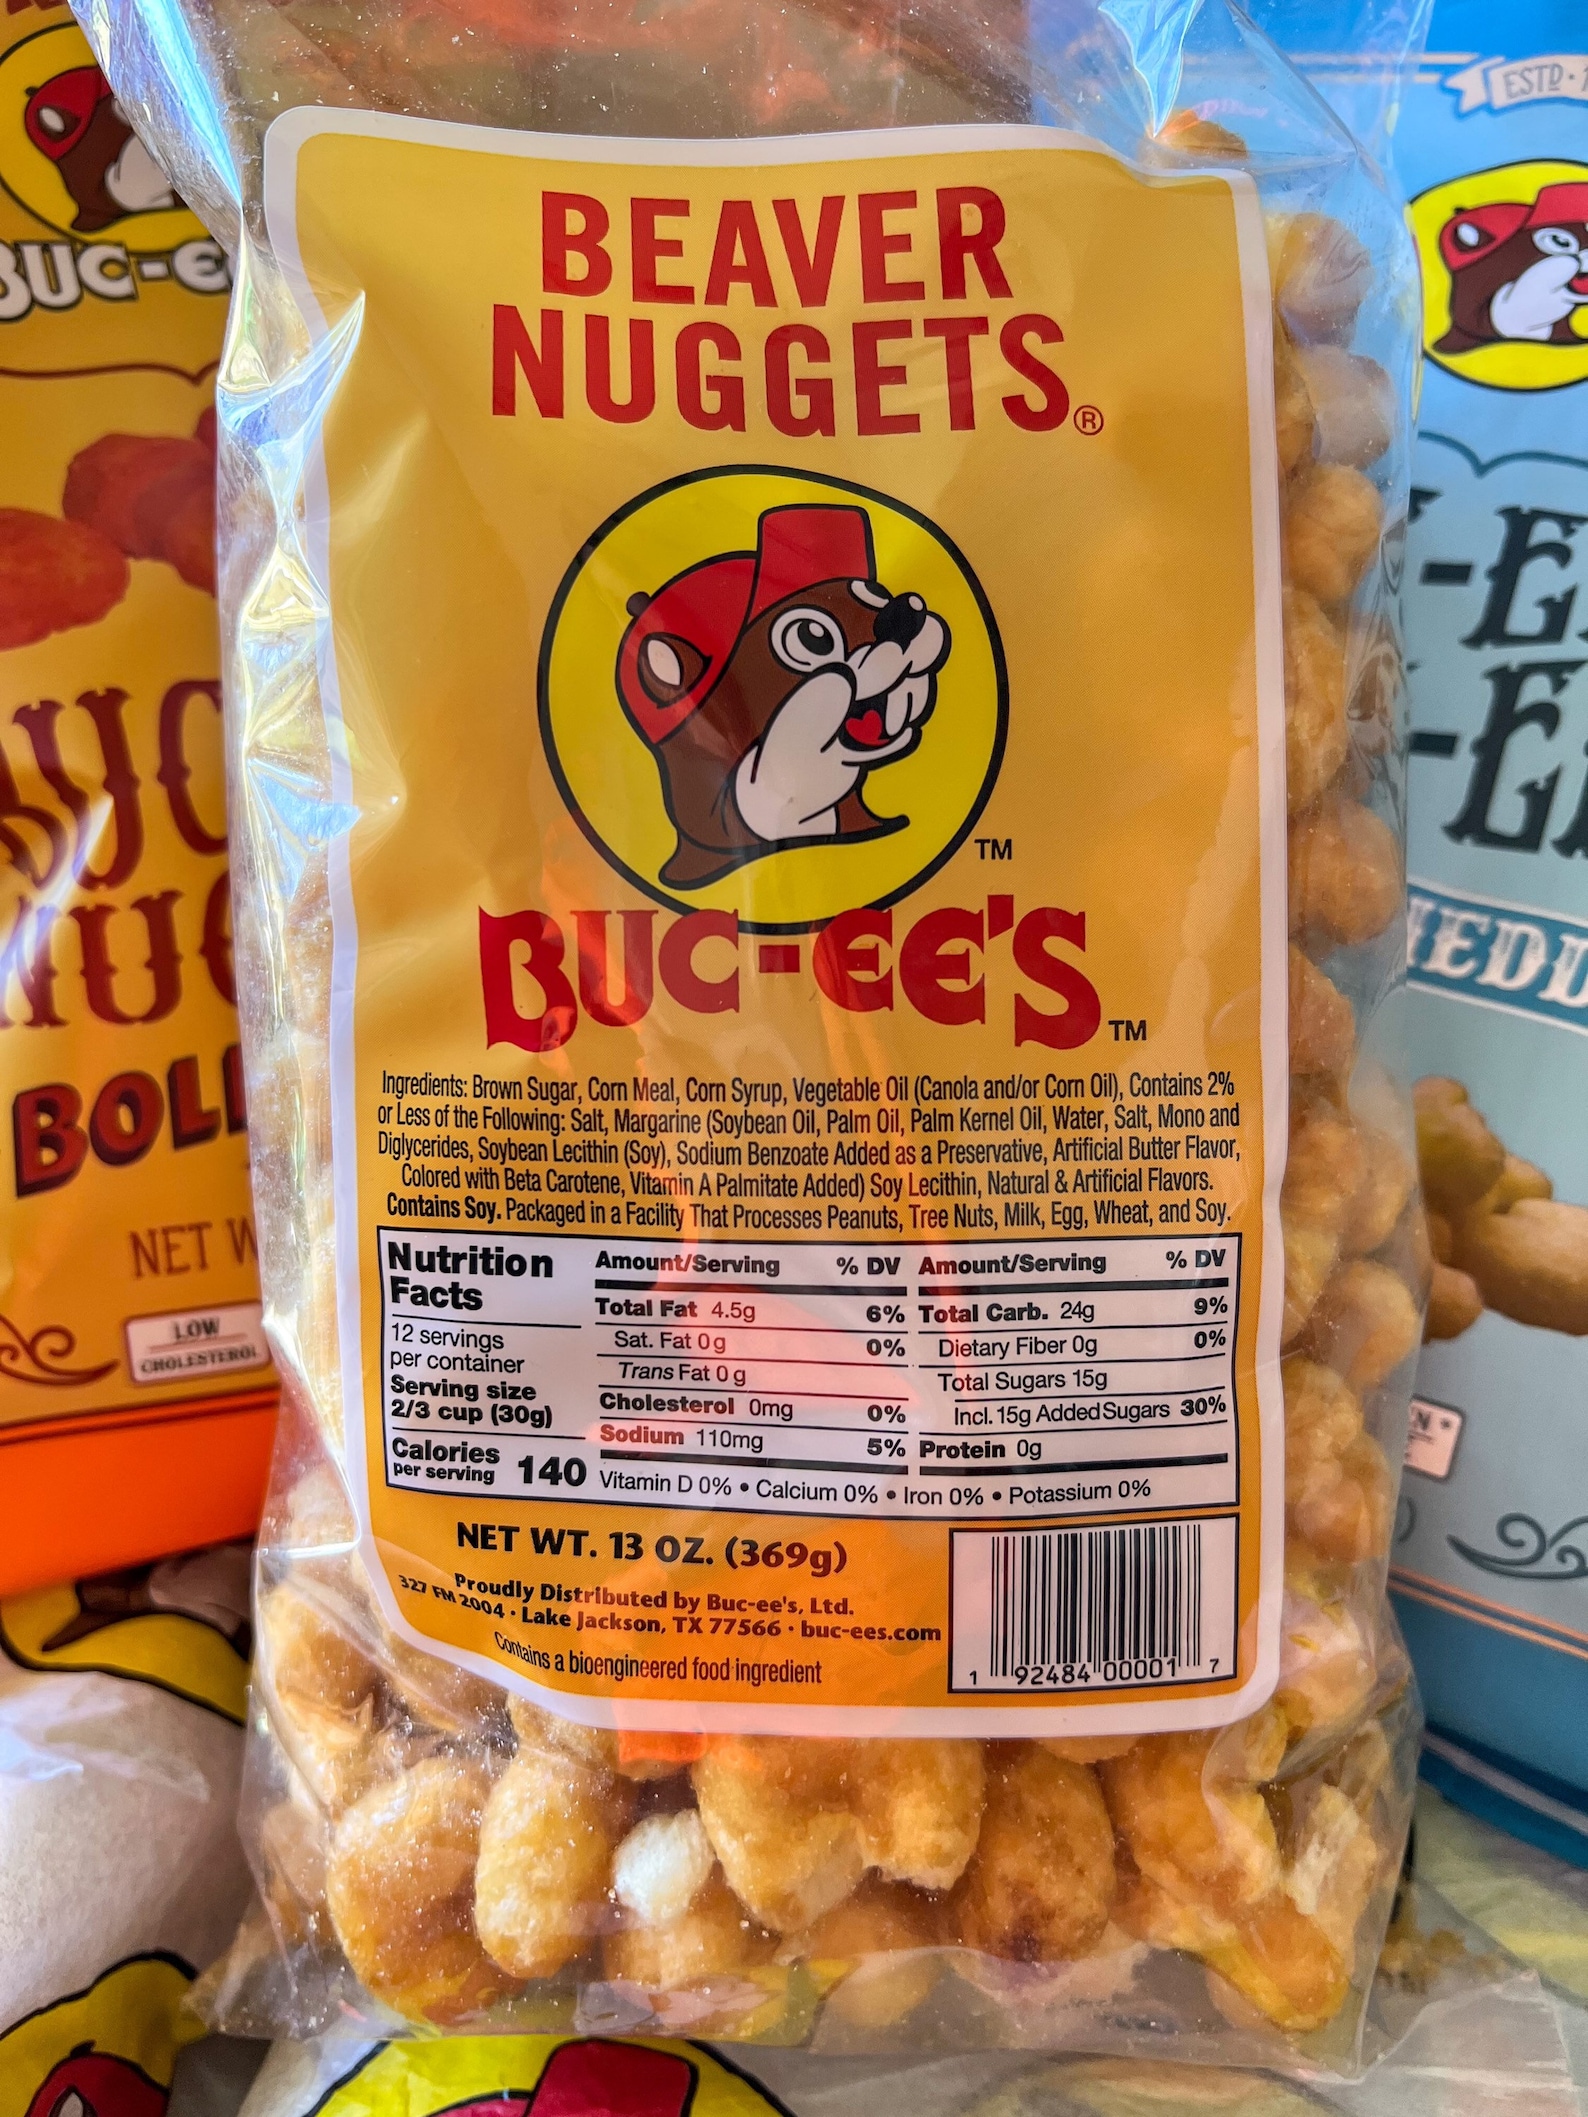 BEAVER
NUGGETS®
TM
BUC-EE'S TM
Ingredients: Brown Sugar, Corn Meal, Corn Syrup, Vegetable Oil (Canola and/or Corn Oil), Contains 2%
or Less of the Following: Salt, Margarine (Soybean Oil, Palm Oil, Palm Kernel Oil, Water, Salt, Mono and
Diglycerides, Soybean Lecithin (Soy), Sodium Benzoate Added as a Preservative, Artificial Butter Flavor,
Colored with Beta Carotene, Vitamin A Palmitate Added) Soy Lecithin, Natural & Artificial Flavors.
Contains Soy. Packaged in a Facility That Processes Peanuts, Tree Nuts, Milk, Egg, Wheat, and Soy.
Nutrition
Facts
12 servings
per container
Serving size
2/3 cup (30g)
Calories
per serving 140
Amount/Serving % DV
Total Fat 4.5g 6%
Sat. Fat 0g 0%
Trans Fat 0g
Cholesterol 0mg 0%
Sodium 110mg 5%
Amount/Serving % DV
Total Carb. 24g 9%
Dietary Fiber 0g 0%
Total Sugars 15g
Incl. 15g Added Sugars 30%
Protein 0g
Vitamin D 0% • Calcium 0% • Iron 0% • Potassium 0%
NET WT. 13 OZ. (369g)
Proudly Distributed by Buc-ee's, Ltd.
327 FM 2004 • Lake Jackson, TX 77566 • buc-ees.com
Contains a bioengineered food ingredient
1 92484 00001 7
BUC-E
BUC
NUG
BOLL
NET W
LOW
CHOLESTEROL
ESTD •
-E
-E